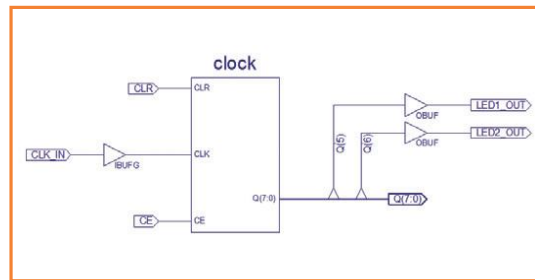 clock
CLR
CLR
LED1_OUT
OBUF
Q(5)
Q(6)
LED2_OUT
OBUF
CLK_IN
IBUFG
CLK
Q(7:0)
Q(7:0)
CE
CE